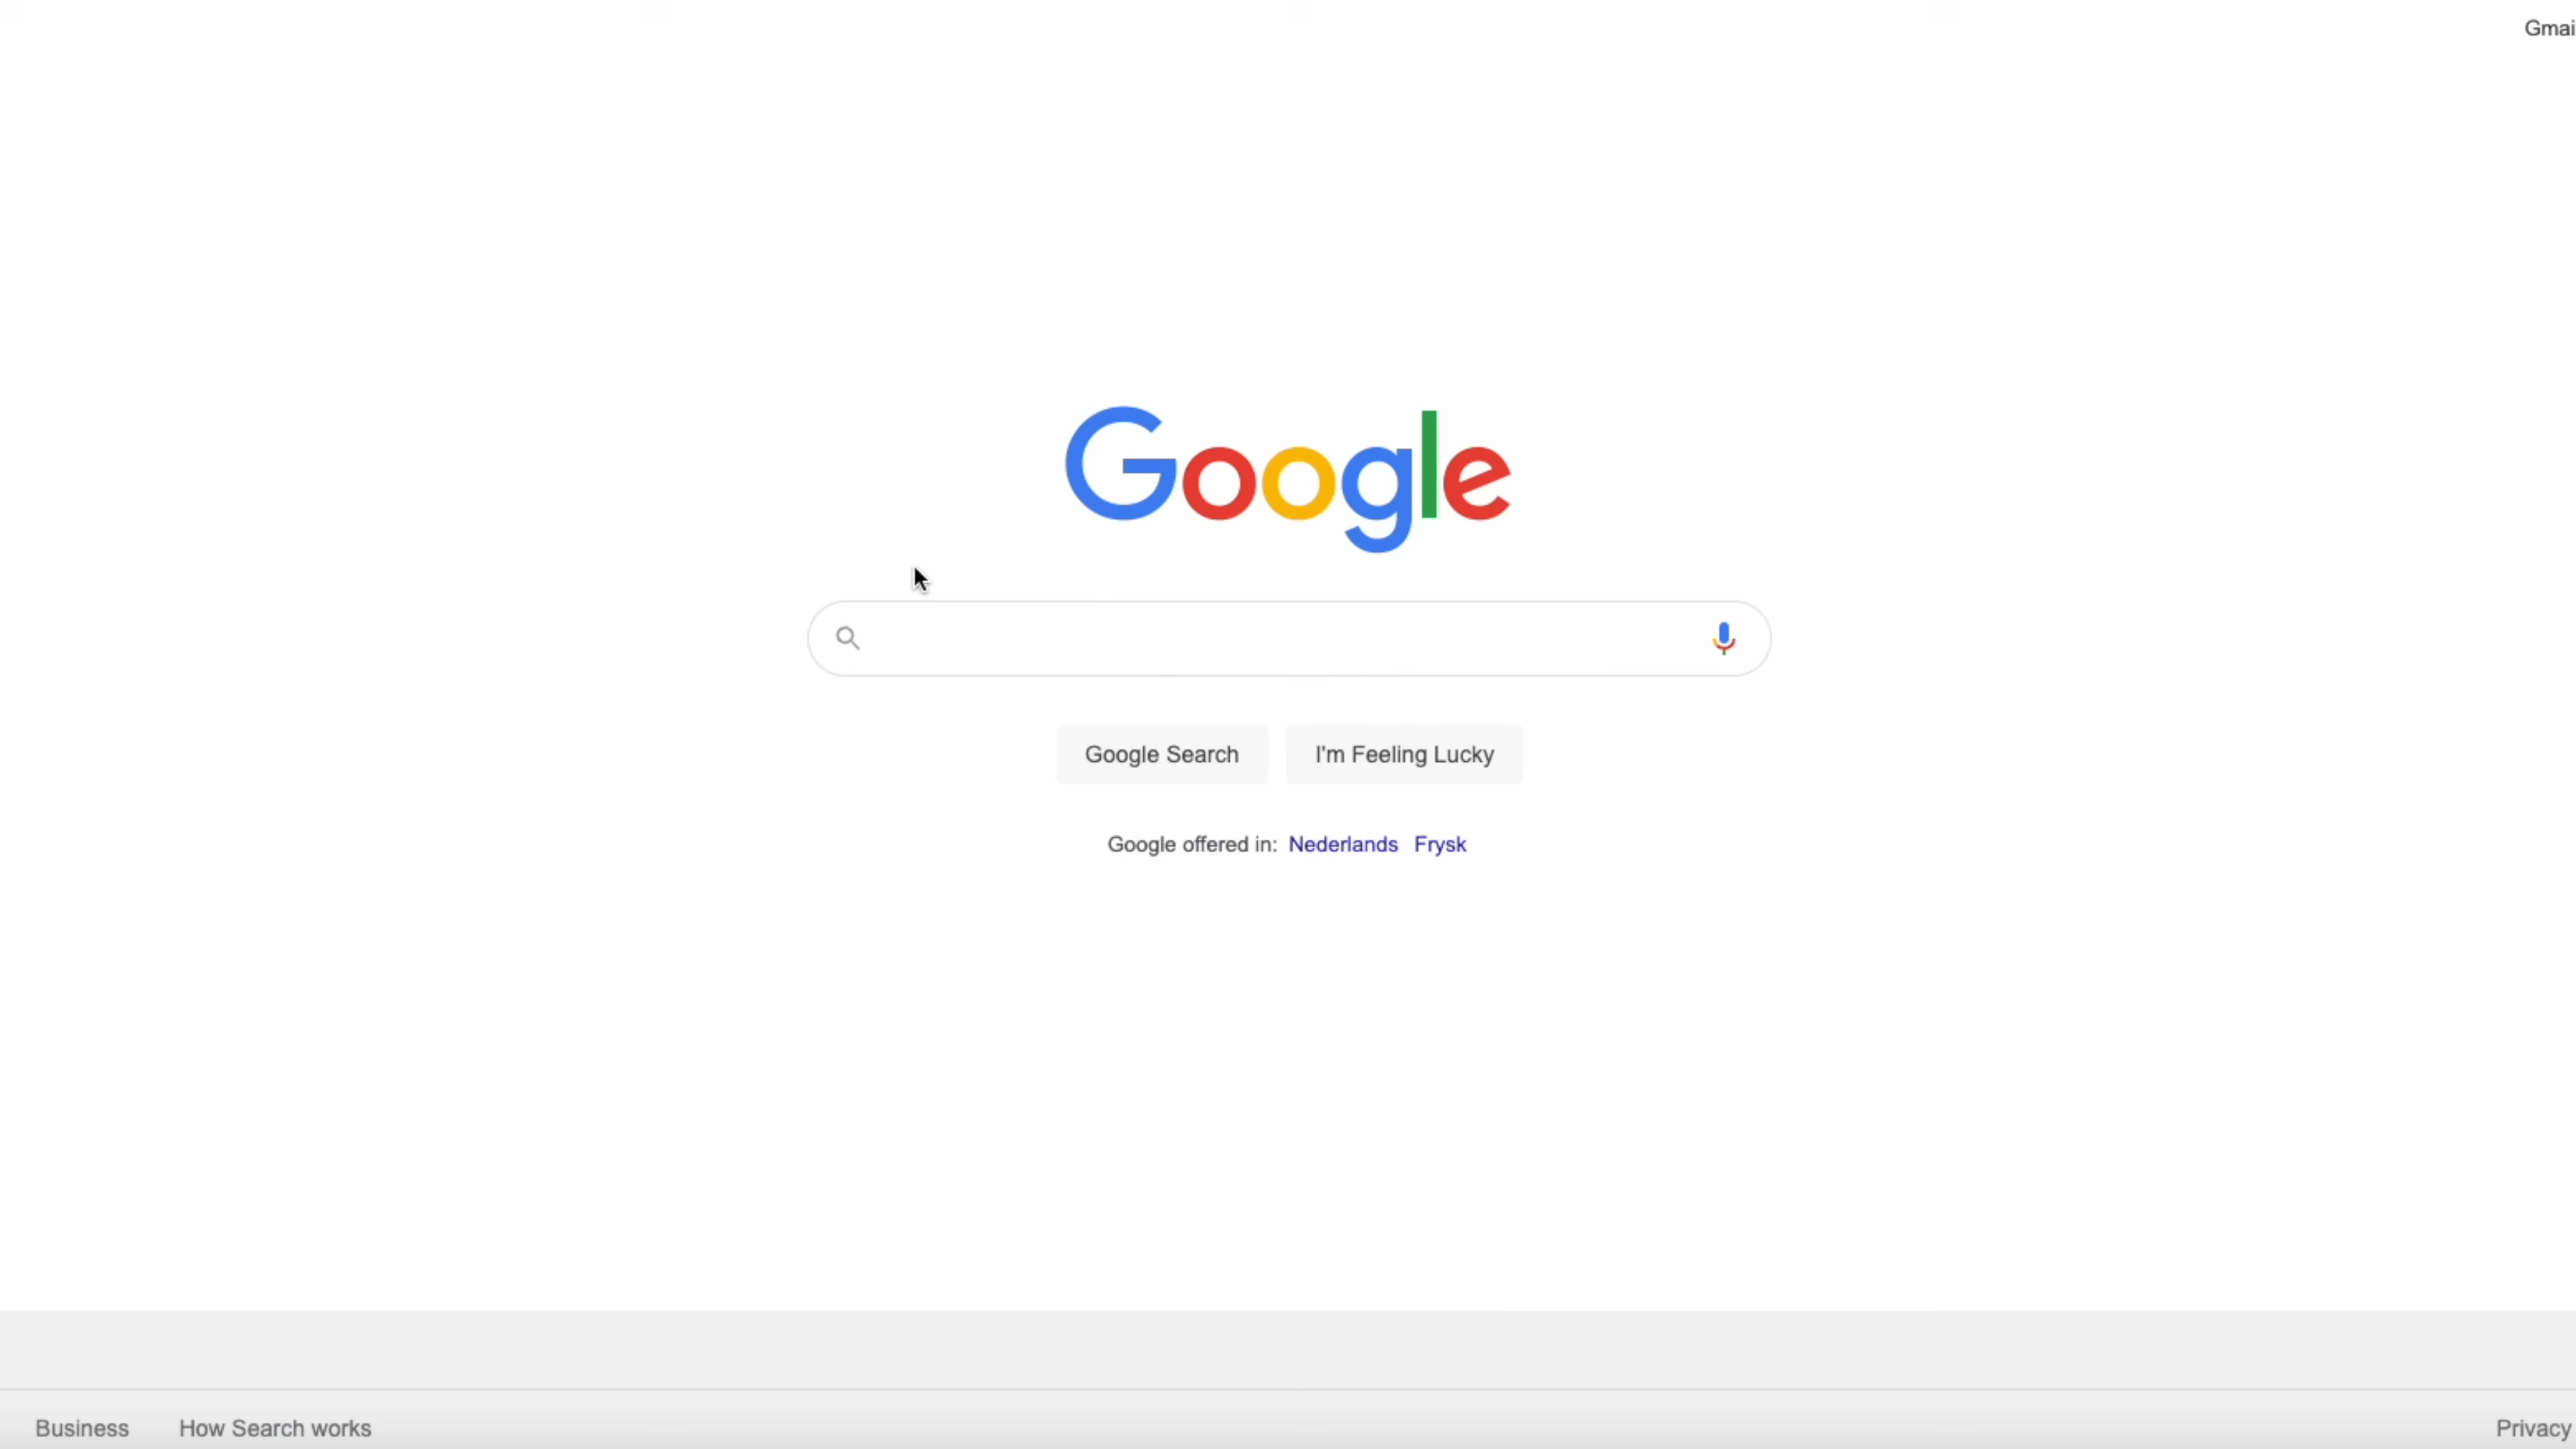 Gmai
Google
Google Search
I'm Feeling Lucky
Google offered in: Nederlands Frysk
Business
How Search works
Privacy